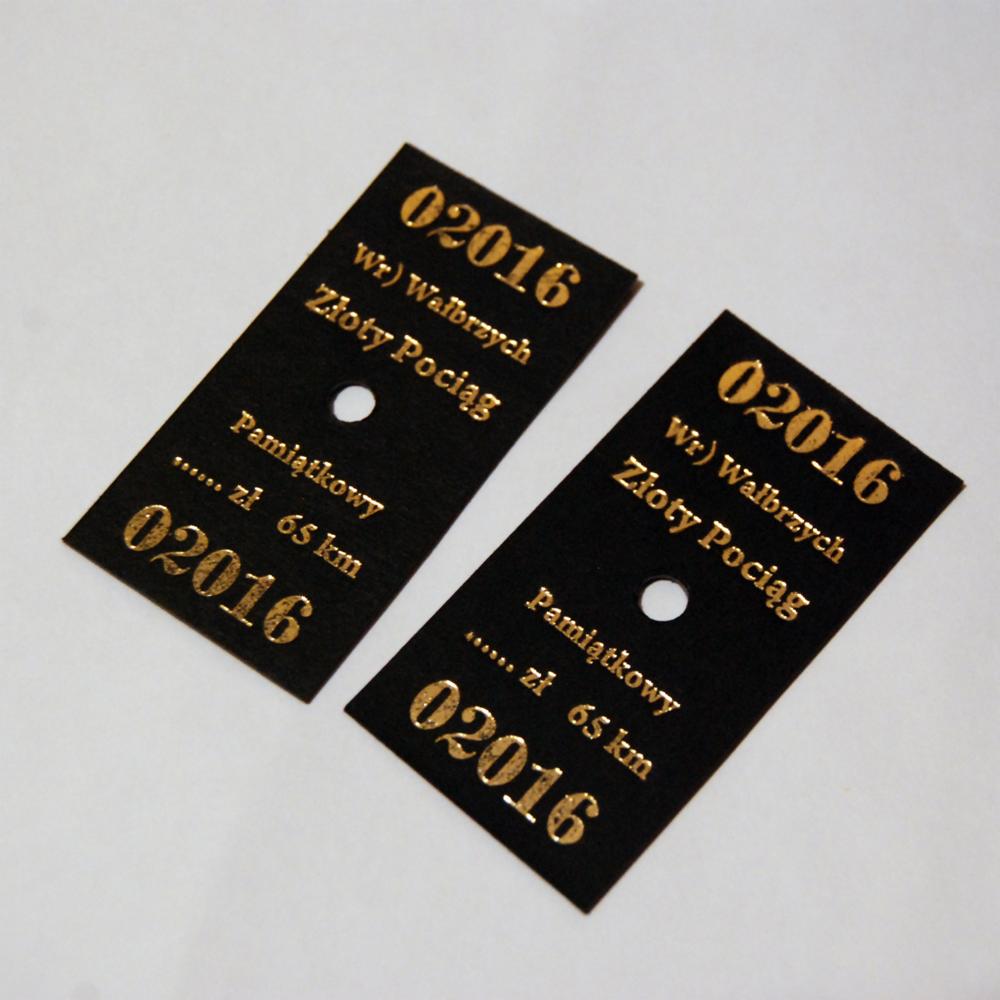 02016
Wr) Wałbrzych
Złoty Pociąg
Pamiątkowy
...... zł 65 km
02016
02016
Wr) Wałbrzych
Złoty Pociąg
Pamiątkowy
...... zł 65 km
02016